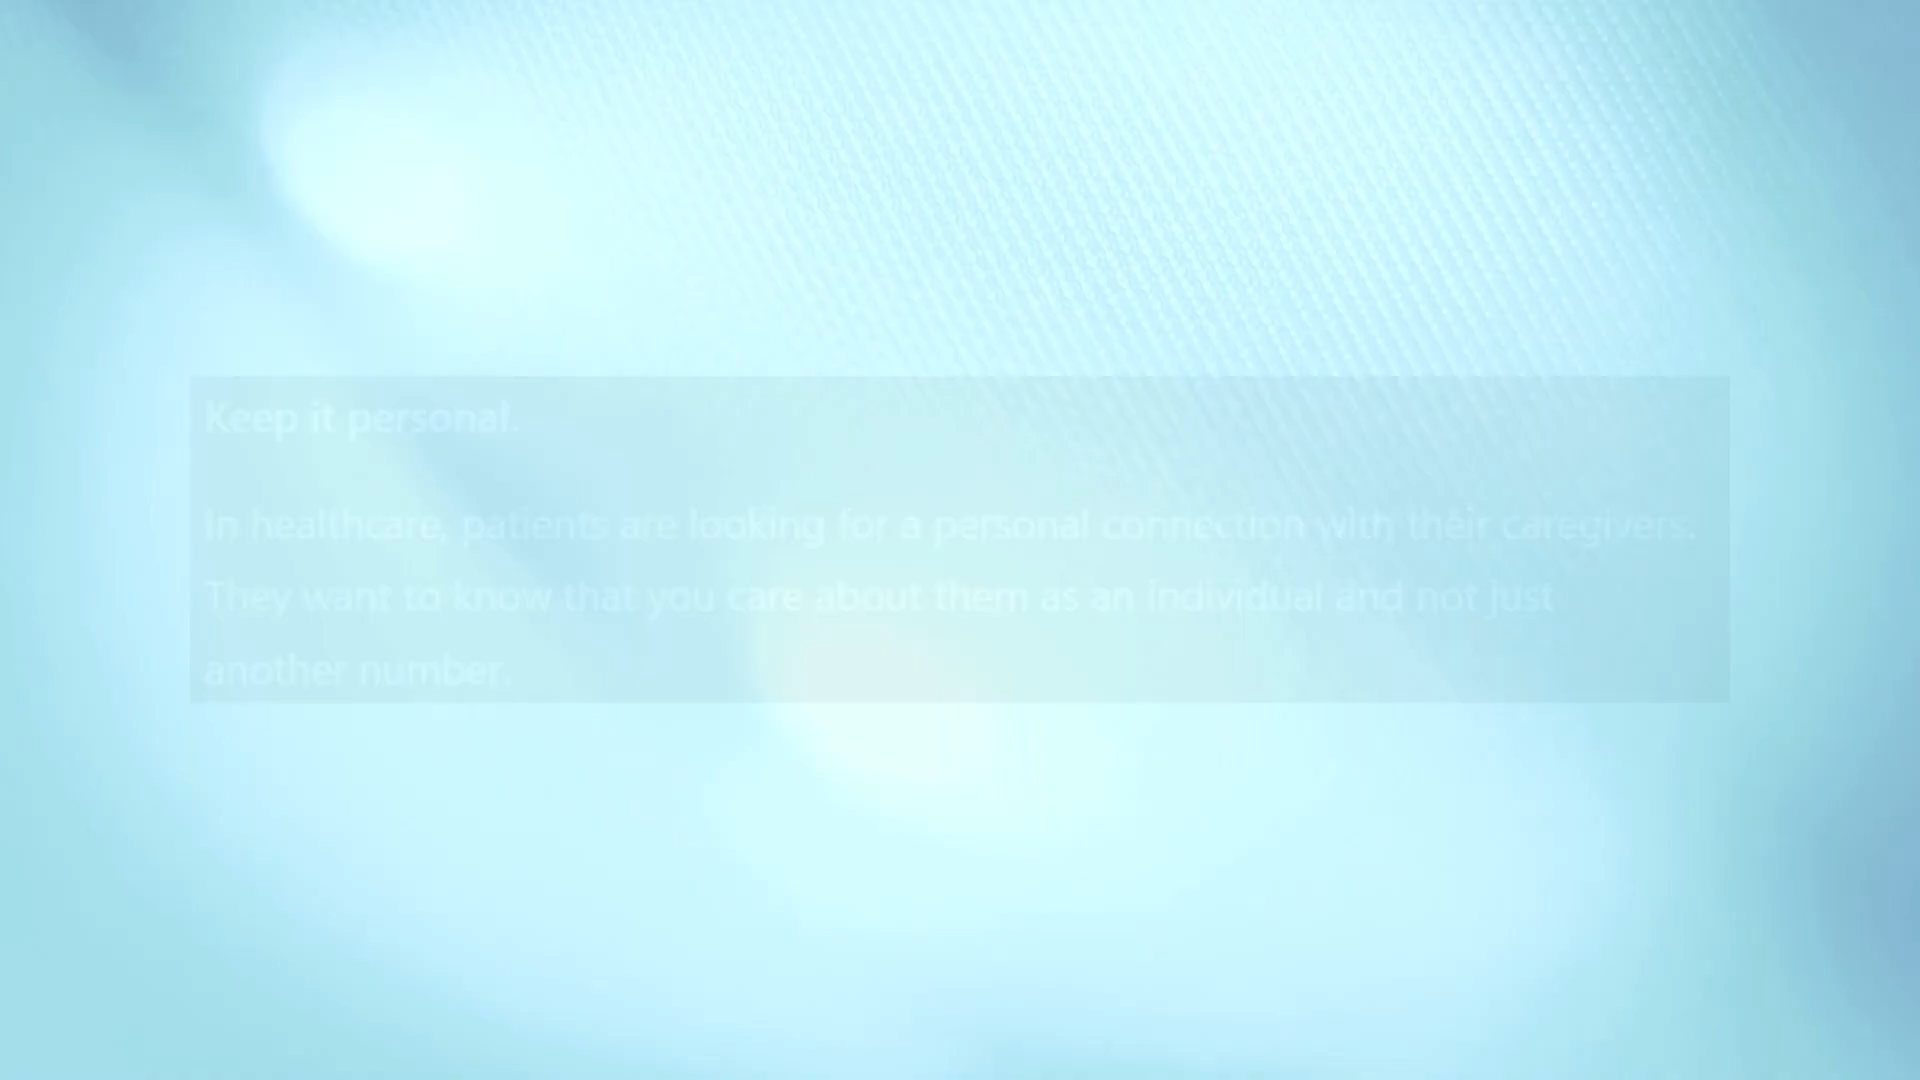 Keep it personal.
In healthcare, patients are looking for a personal connection with their caregivers.
They want to know that you care about them as an individual and not just
another number.